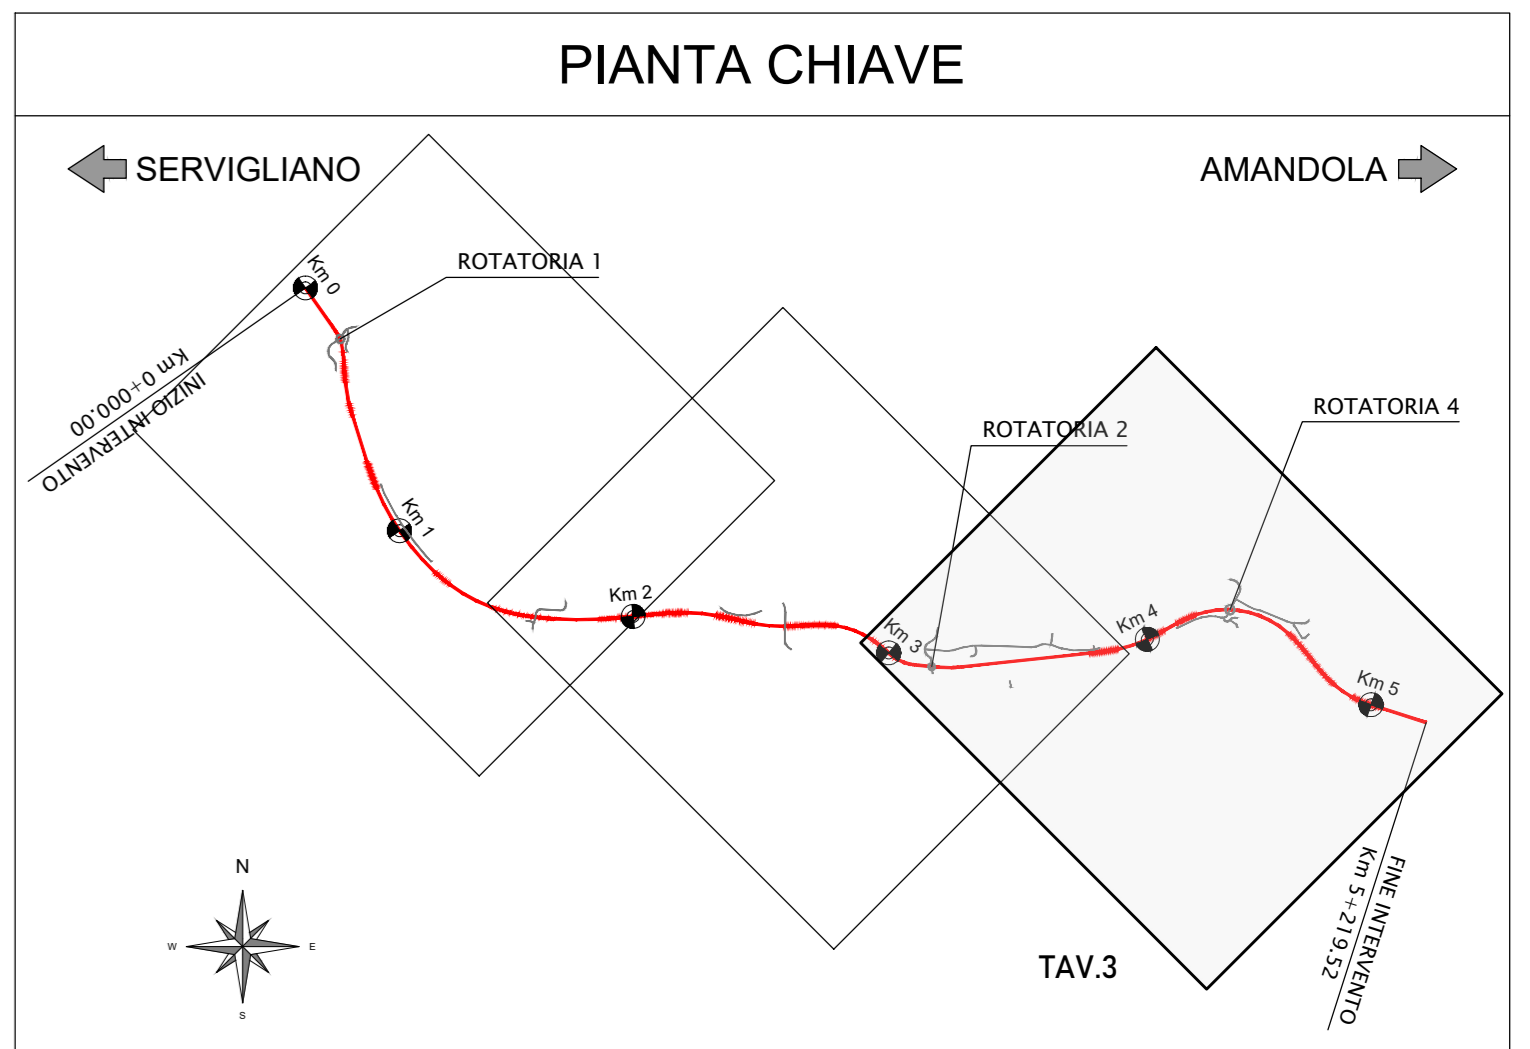 PIANTA CHIAVE
SERVIGLIANO
AMANDOLA
Km 0
ROTATORIA 1
Km 0+000.00
INIZIO INTERVENTO
ROTATORIA 4
ROTATORIA 2
Km 1
Km 2
Km 3
Km 4
Km 5
FINE INTERVENTO
Km 5+219.52
N
W
E
S
TAV.3